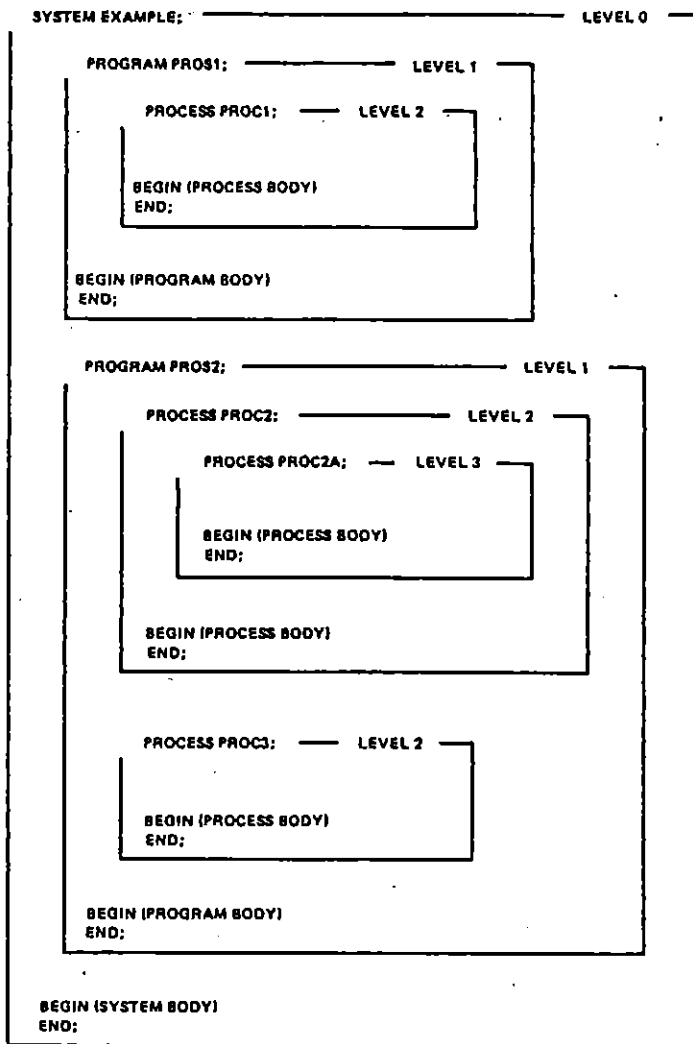 SYSTEM EXAMPLE; LEVEL 0
PROGRAM PROS1; LEVEL 1
PROCESS PROC1; LEVEL 2
BEGIN (PROCESS BODY)
END;
BEGIN (PROGRAM BODY)
END;
PROGRAM PROS2; LEVEL 1
PROCESS PROC2; LEVEL 2
PROCESS PROC2A; LEVEL 3
BEGIN (PROCESS BODY)
END;
BEGIN (PROCESS BODY)
END;
PROCESS PROC3; LEVEL 2
BEGIN (PROCESS BODY)
END;
BEGIN (PROGRAM BODY)
END;
BEGIN (SYSTEM BODY)
END;